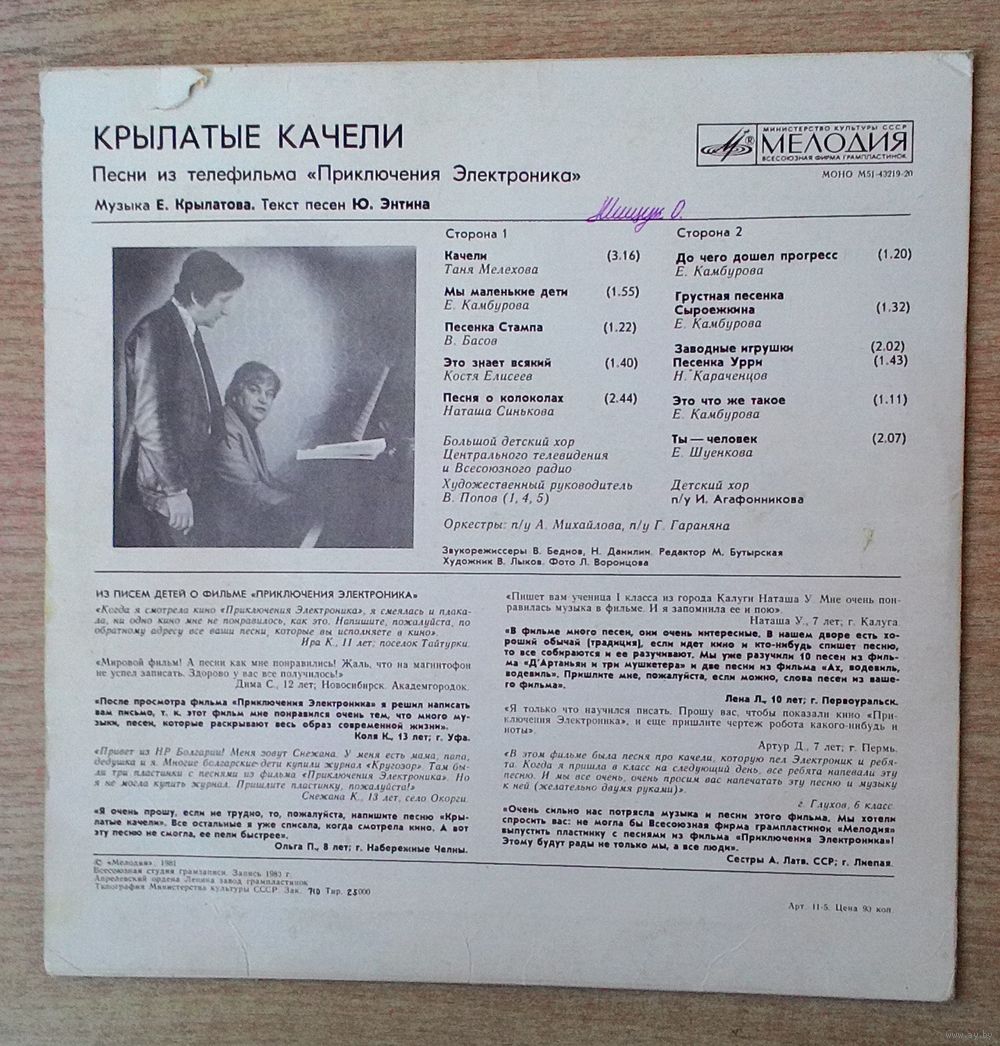 КРЫЛАТЫЕ КАЧЕЛИ
Песни из телефильма «Приключения Электроника»
Музыка Е. Крылатова. Текст песен Ю. Энтина
МИНИСТЕРСТВО КУЛЬТУРЫ СССР
МЕЛОДИЯ
ВСЕСОЮЗНАЯ ФИРМА ГРАМПЛАСТИНОК
МОНО М51-43219-20
Сторона 1
Качели (3.16)
Таня Мелехова
Мы маленькие дети (1.55)
Е. Камбурова
Песенка Стампа (1.22)
В. Басов
Это знает всякий (1.40)
Костя Елисеев
Песня о колоколах (2.44)
Наташа Синькова
Большой детский хор
Центрального телевидения
и Всесоюзного радио
Художественный руководитель
В. Попов (1, 4, 5)
Сторона 2
До чего дошел прогресс (1.20)
Е. Камбурова
Грустная песенка
Сыроежкина (1.32)
Е. Камбурова
Заводные игрушки (2.02)
Песенка Урри (1.43)
Н. Караченцов
Это что же такое (1.11)
Е. Камбурова
Ты — человек (2.07)
Е. Шуенкова
Детский хор
п/у И. Агафонникова
Оркестры: п/у А. Михайлова, п/у Г. Гараняна
Звукорежиссеры В. Беднов, Н. Данилин. Редактор М. Бутырская
Художник В. Лыков. Фото Л. Воронцова
ИЗ ПИСЕМ ДЕТЕЙ О ФИЛЬМЕ «ПРИКЛЮЧЕНИЯ ЭЛЕКТРОНИКА»
«Когда я смотрела кино «Приключения Электроника», я смеялась и плака-
ла, ни одно кино мне не понравилось, как это. Напишите, пожалуйста, по
обратному адресу все ваши песни, которые вы исполняете в кино».
Ира К., 11 лет; поселок Тайтурки.
«Мировой фильм! А песни как мне понравились! Жаль, что на магнитофон
не успел записать. Здорово у вас все получилось!»
Дима С., 12 лет; Новосибирск. Академгородок.
«После просмотра фильма «Приключения Электроника» я решил написать
вам письмо, т. к. этот фильм мне понравился очень тем, что много му-
зыки, песен, которые раскрывают весь образ современной жизни».
Коля К., 13 лет; г. Уфа.
«Привет из НР Болгарии! Меня зовут Снежана. У меня есть мама, папа,
дедушка и я. Многие болгарские дети купили журнал «Кругозор». Там бы-
ли три пластинки с песнями из фильма «Приключения Электроника». Но
я не могла купить журнал. Пришлите пластинку, пожалуйста!»
Снежана К., 13 лет, село Окорги.
«Я очень прошу, если не трудно, то, пожалуйста, напишите песню «Кры-
латые качели». Все остальные я уже списала, когда смотрела кино. А вот
эту песню не смогла, ее пели быстрее».
Ольга П., 8 лет; г. Набережные Челны.
«Пишет вам ученица I класса из города Калуги Наташа У. Мне очень пон-
равилась музыка в фильме. И я запомнила ее и пою».
Наташа У., 7 лет; г. Калуга.
«В фильме много песен, они очень интересные. В нашем дворе есть хо-
роший обычай (традиция), если идет кино и кто-нибудь спишет песню,
то все собираются и ее разучивают. Мы уже разучили 10 песен из филь-
ма «Д'Артаньян и три мушкетера» и две песни из фильма «Ах, водевиль,
водевиль». Пришлите мне, пожалуйста, если можно, слова песен из ваше-
го фильма».
Лена Л., 10 лет; г. Первоуральск.
«Я только что научился писать. Прошу вас, чтобы показали кино «При-
ключения Электроника», и еще пришлите чертеж робота какого-нибудь и
ноты».
Артур Д., 7 лет; г. Пермь.
«В этом фильме была песня про качели, которую пел Электроник и ребя-
та. Когда я пришла в класс на следующий день, все ребята напевали эту
песню. И мы все очень, очень просим вас напечатать эту песню и музыку
к ней (желательно двумя руками)».
г. Глухов, 6 класс.
«Очень сильно нас потрясла музыка и песни этого фильма. Мы хотели
спросить вас: не могла бы Всесоюзная фирма грампластинок «Мелодия»
выпустить пластинку с песнями из фильма «Приключения Электроника»!
Этому будут рады не только мы, а все люди».
Сестры А. Латв. ССР; г. Лиепая.
© «Мелодия», 1981
Всесоюзная студия грамзаписи. Запись 1980 г.
Апрелевский ордена Ленина завод грампластинок
Типография Министерства культуры СССР Зак. 710 Тир. 25000
Арт. 11-5. Цена 90 коп.
www.ay.by